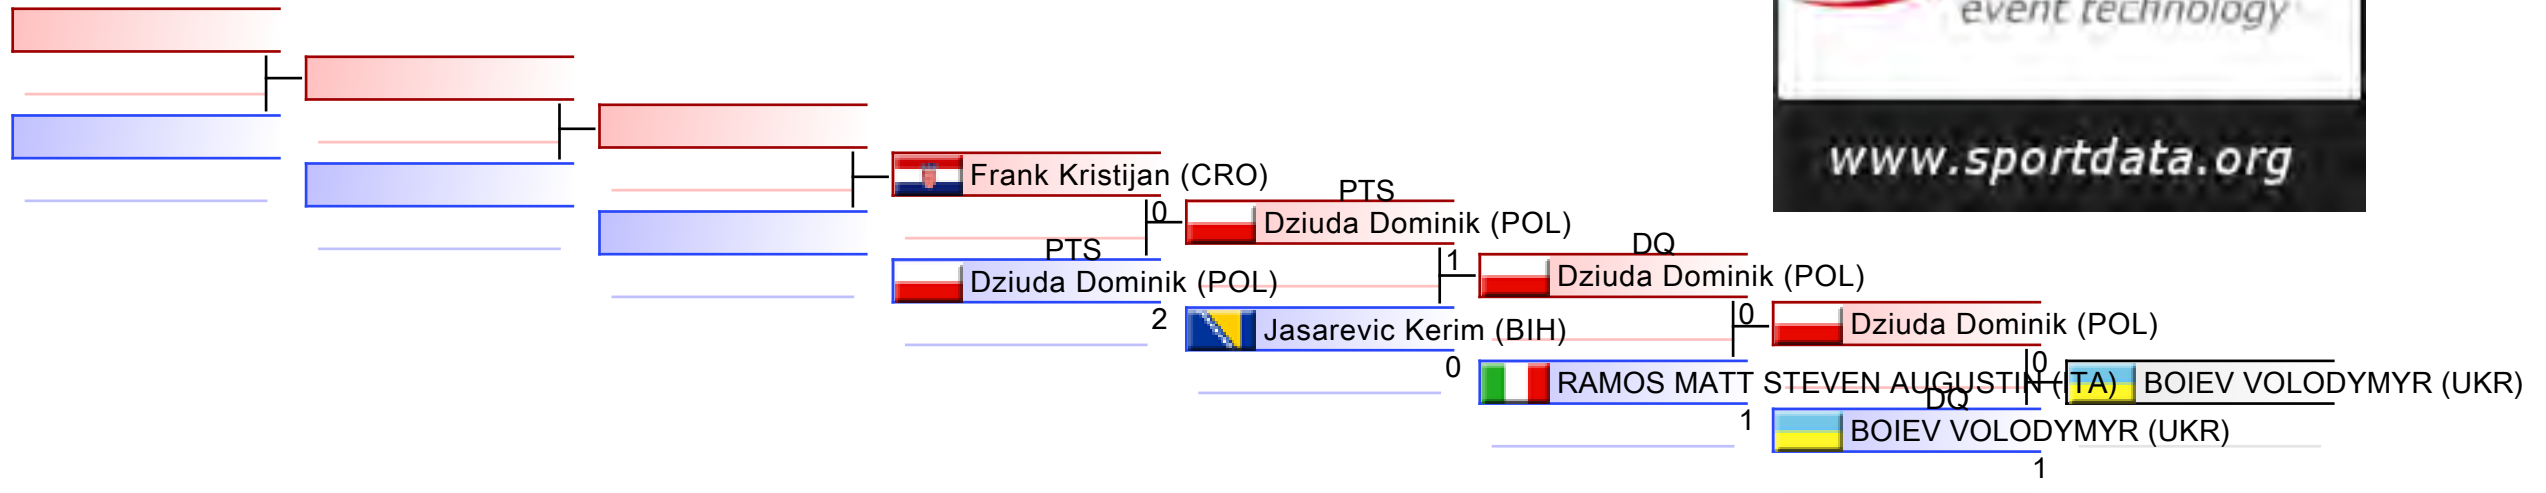 event technology
www.sportdata.org
Frank Kristijan (CRO)
0
PTS
Dziuda Dominik (POL)
2
PTS
Dziuda Dominik (POL)
1
Jasarevic Kerim (BIH)
0
DQ
Dziuda Dominik (POL)
0
RAMOS MATT STEVEN AUGUSTIN (ITA)
1
Dziuda Dominik (POL)
0
DQ
BOIEV VOLODYMYR (UKR)
1
BOIEV VOLODYMYR (UKR)